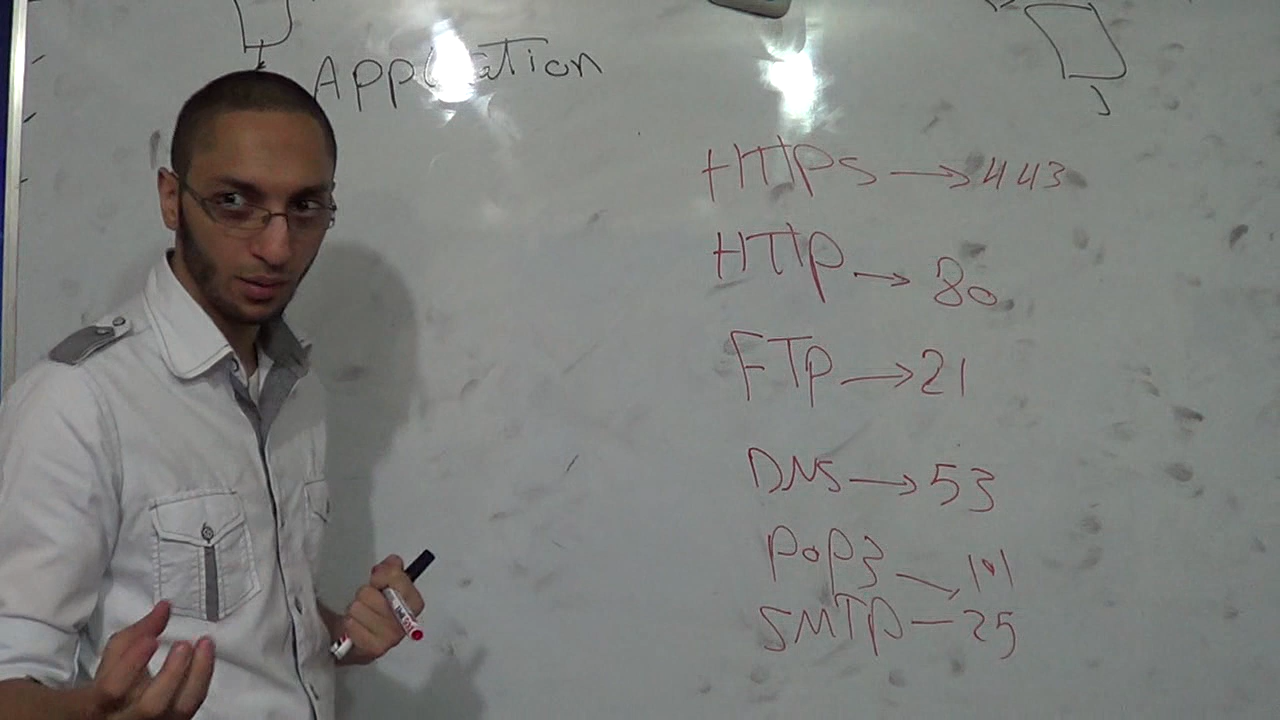 Application
HTTPS → 443
HTTP → 80
FTP → 21
DNS → 53
POP3 → 101
SMTP — 25